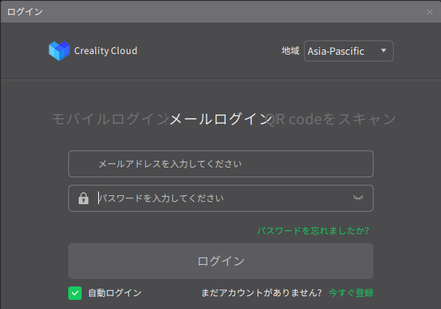 ログイン
Creality Cloud
地域 Asia-Pascific
モバイルログイン メールログイン QR codeをスキャン
メールアドレスを入力してください
パスワードを入力してください
パスワードを忘れましたか?
ログイン
自動ログイン まだアカウントがありません? 今すぐ登録